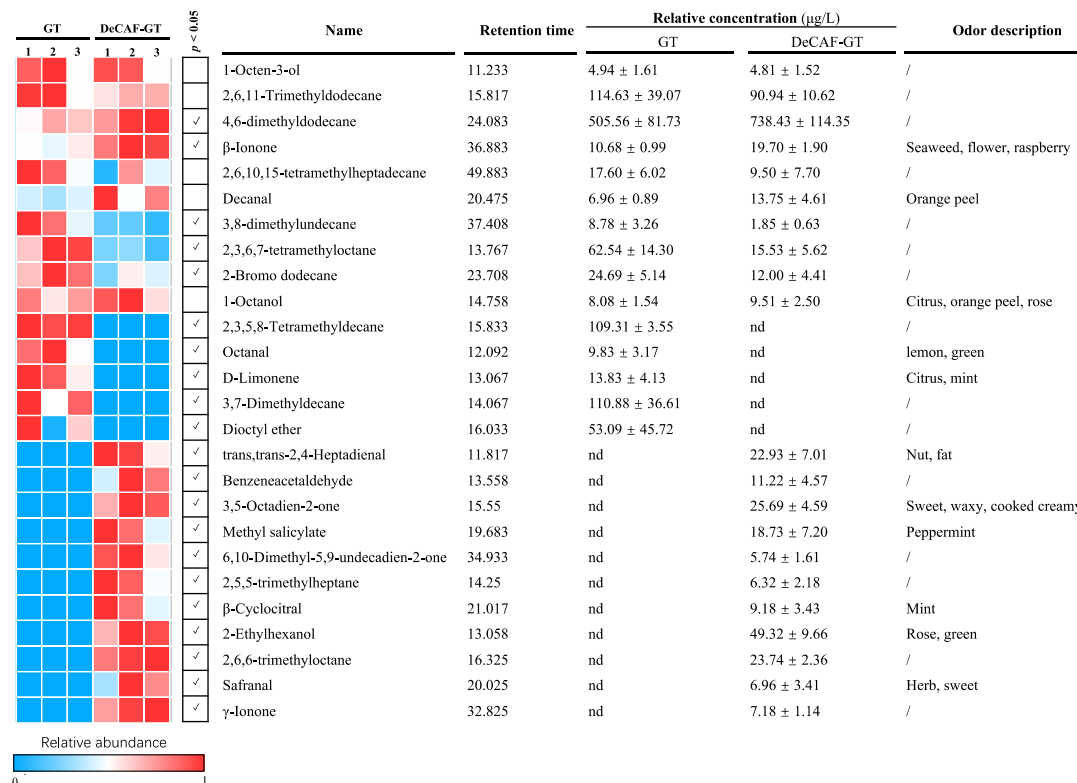 GT DeCAF-GT p < 0.05 Name Retention time Relative concentration (μg/L) Odor description
1 2 3 1 2 3 GT DeCAF-GT
1-Octen-3-ol 11.233 4.94 ± 1.61 4.81 ± 1.52 /
2,6,11-Trimethyldodecane 15.817 114.63 ± 39.07 90.94 ± 10.62 /
✓ 4,6-dimethyldodecane 24.083 505.56 ± 81.73 738.43 ± 114.35 /
✓ β-Ionone 36.883 10.68 ± 0.99 19.70 ± 1.90 Seaweed, flower, raspberry
2,6,10,15-tetramethylheptadecane 49.883 17.60 ± 6.02 9.50 ± 7.70 /
Decanal 20.475 6.96 ± 0.89 13.75 ± 4.61 Orange peel
✓ 3,8-dimethylundecane 37.408 8.78 ± 3.26 1.85 ± 0.63 /
✓ 2,3,6,7-tetramethyloctane 13.767 62.54 ± 14.30 15.53 ± 5.62 /
✓ 2-Bromo dodecane 23.708 24.69 ± 5.14 12.00 ± 4.41 /
1-Octanol 14.758 8.08 ± 1.54 9.51 ± 2.50 Citrus, orange peel, rose
✓ 2,3,5,8-Tetramethyldecane 15.833 109.31 ± 3.55 nd /
✓ Octanal 12.092 9.83 ± 3.17 nd lemon, green
✓ D-Limonene 13.067 13.83 ± 4.13 nd Citrus, mint
✓ 3,7-Dimethyldecane 14.067 110.88 ± 36.61 nd /
✓ Dioctyl ether 16.033 53.09 ± 45.72 nd /
✓ trans,trans-2,4-Heptadienal 11.817 nd 22.93 ± 7.01 Nut, fat
✓ Benzeneacetaldehyde 13.558 nd 11.22 ± 4.57 /
✓ 3,5-Octadien-2-one 15.55 nd 25.69 ± 4.59 Sweet, waxy, cooked creamy
✓ Methyl salicylate 19.683 nd 18.73 ± 7.20 Peppermint
✓ 6,10-Dimethyl-5,9-undecadien-2-one 34.933 nd 5.74 ± 1.61 /
✓ 2,5,5-trimethylheptane 14.25 nd 6.32 ± 2.18 /
✓ β-Cyclocitral 21.017 nd 9.18 ± 3.43 Mint
✓ 2-Ethylhexanol 13.058 nd 49.32 ± 9.66 Rose, green
✓ 2,6,6-trimethyloctane 16.325 nd 23.74 ± 2.36 /
✓ Safranal 20.025 nd 6.96 ± 3.41 Herb, sweet
✓ γ-Ionone 32.825 nd 7.18 ± 1.14 /
Relative abundance
0 1